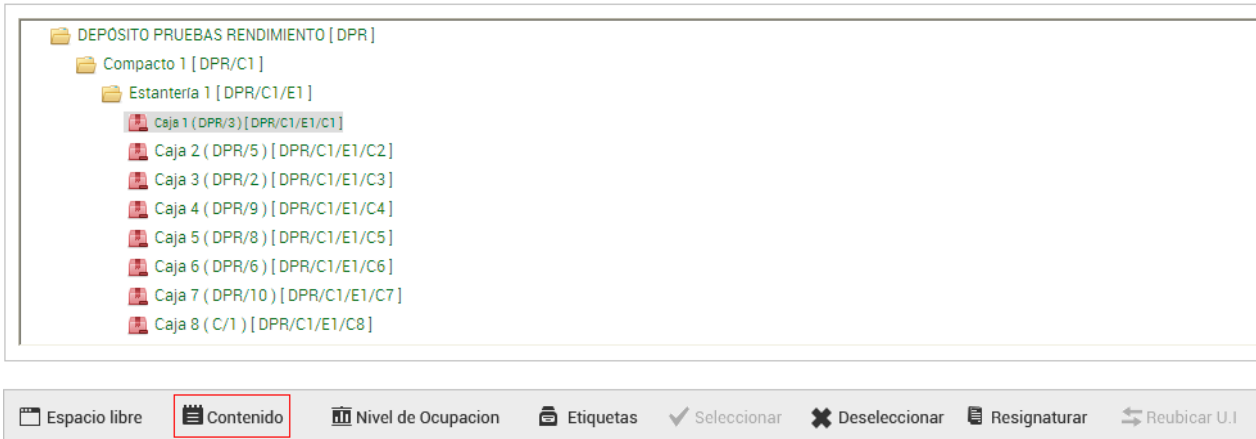 DEPÓSITO PRUEBAS RENDIMIENTO [ DPR ]
Compacto 1 [ DPR/C1 ]
Estantería 1 [ DPR/C1/E1 ]
Caja 1 ( DPR/3 ) [ DPR/C1/E1/C1 ]
Caja 2 ( DPR/5 ) [ DPR/C1/E1/C2 ]
Caja 3 ( DPR/2 ) [ DPR/C1/E1/C3 ]
Caja 4 ( DPR/9 ) [ DPR/C1/E1/C4 ]
Caja 5 ( DPR/8 ) [ DPR/C1/E1/C5 ]
Caja 6 ( DPR/6 ) [ DPR/C1/E1/C6 ]
Caja 7 ( DPR/10 ) [ DPR/C1/E1/C7 ]
Caja 8 ( C/1 ) [ DPR/C1/E1/C8 ]
Espacio libre Contenido Nivel de Ocupacion Etiquetas Seleccionar Deseleccionar Resignaturar Reubicar U.I